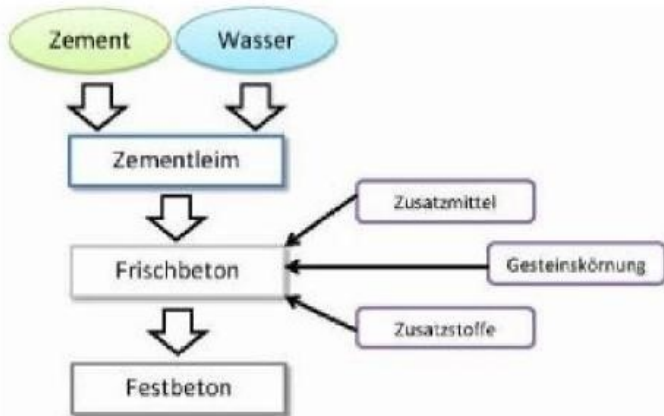 Zement
Wasser
Zementleim
Zusatzmittel
Frischbeton
Gesteinskörnung
Zusatzstoffe
Festbeton